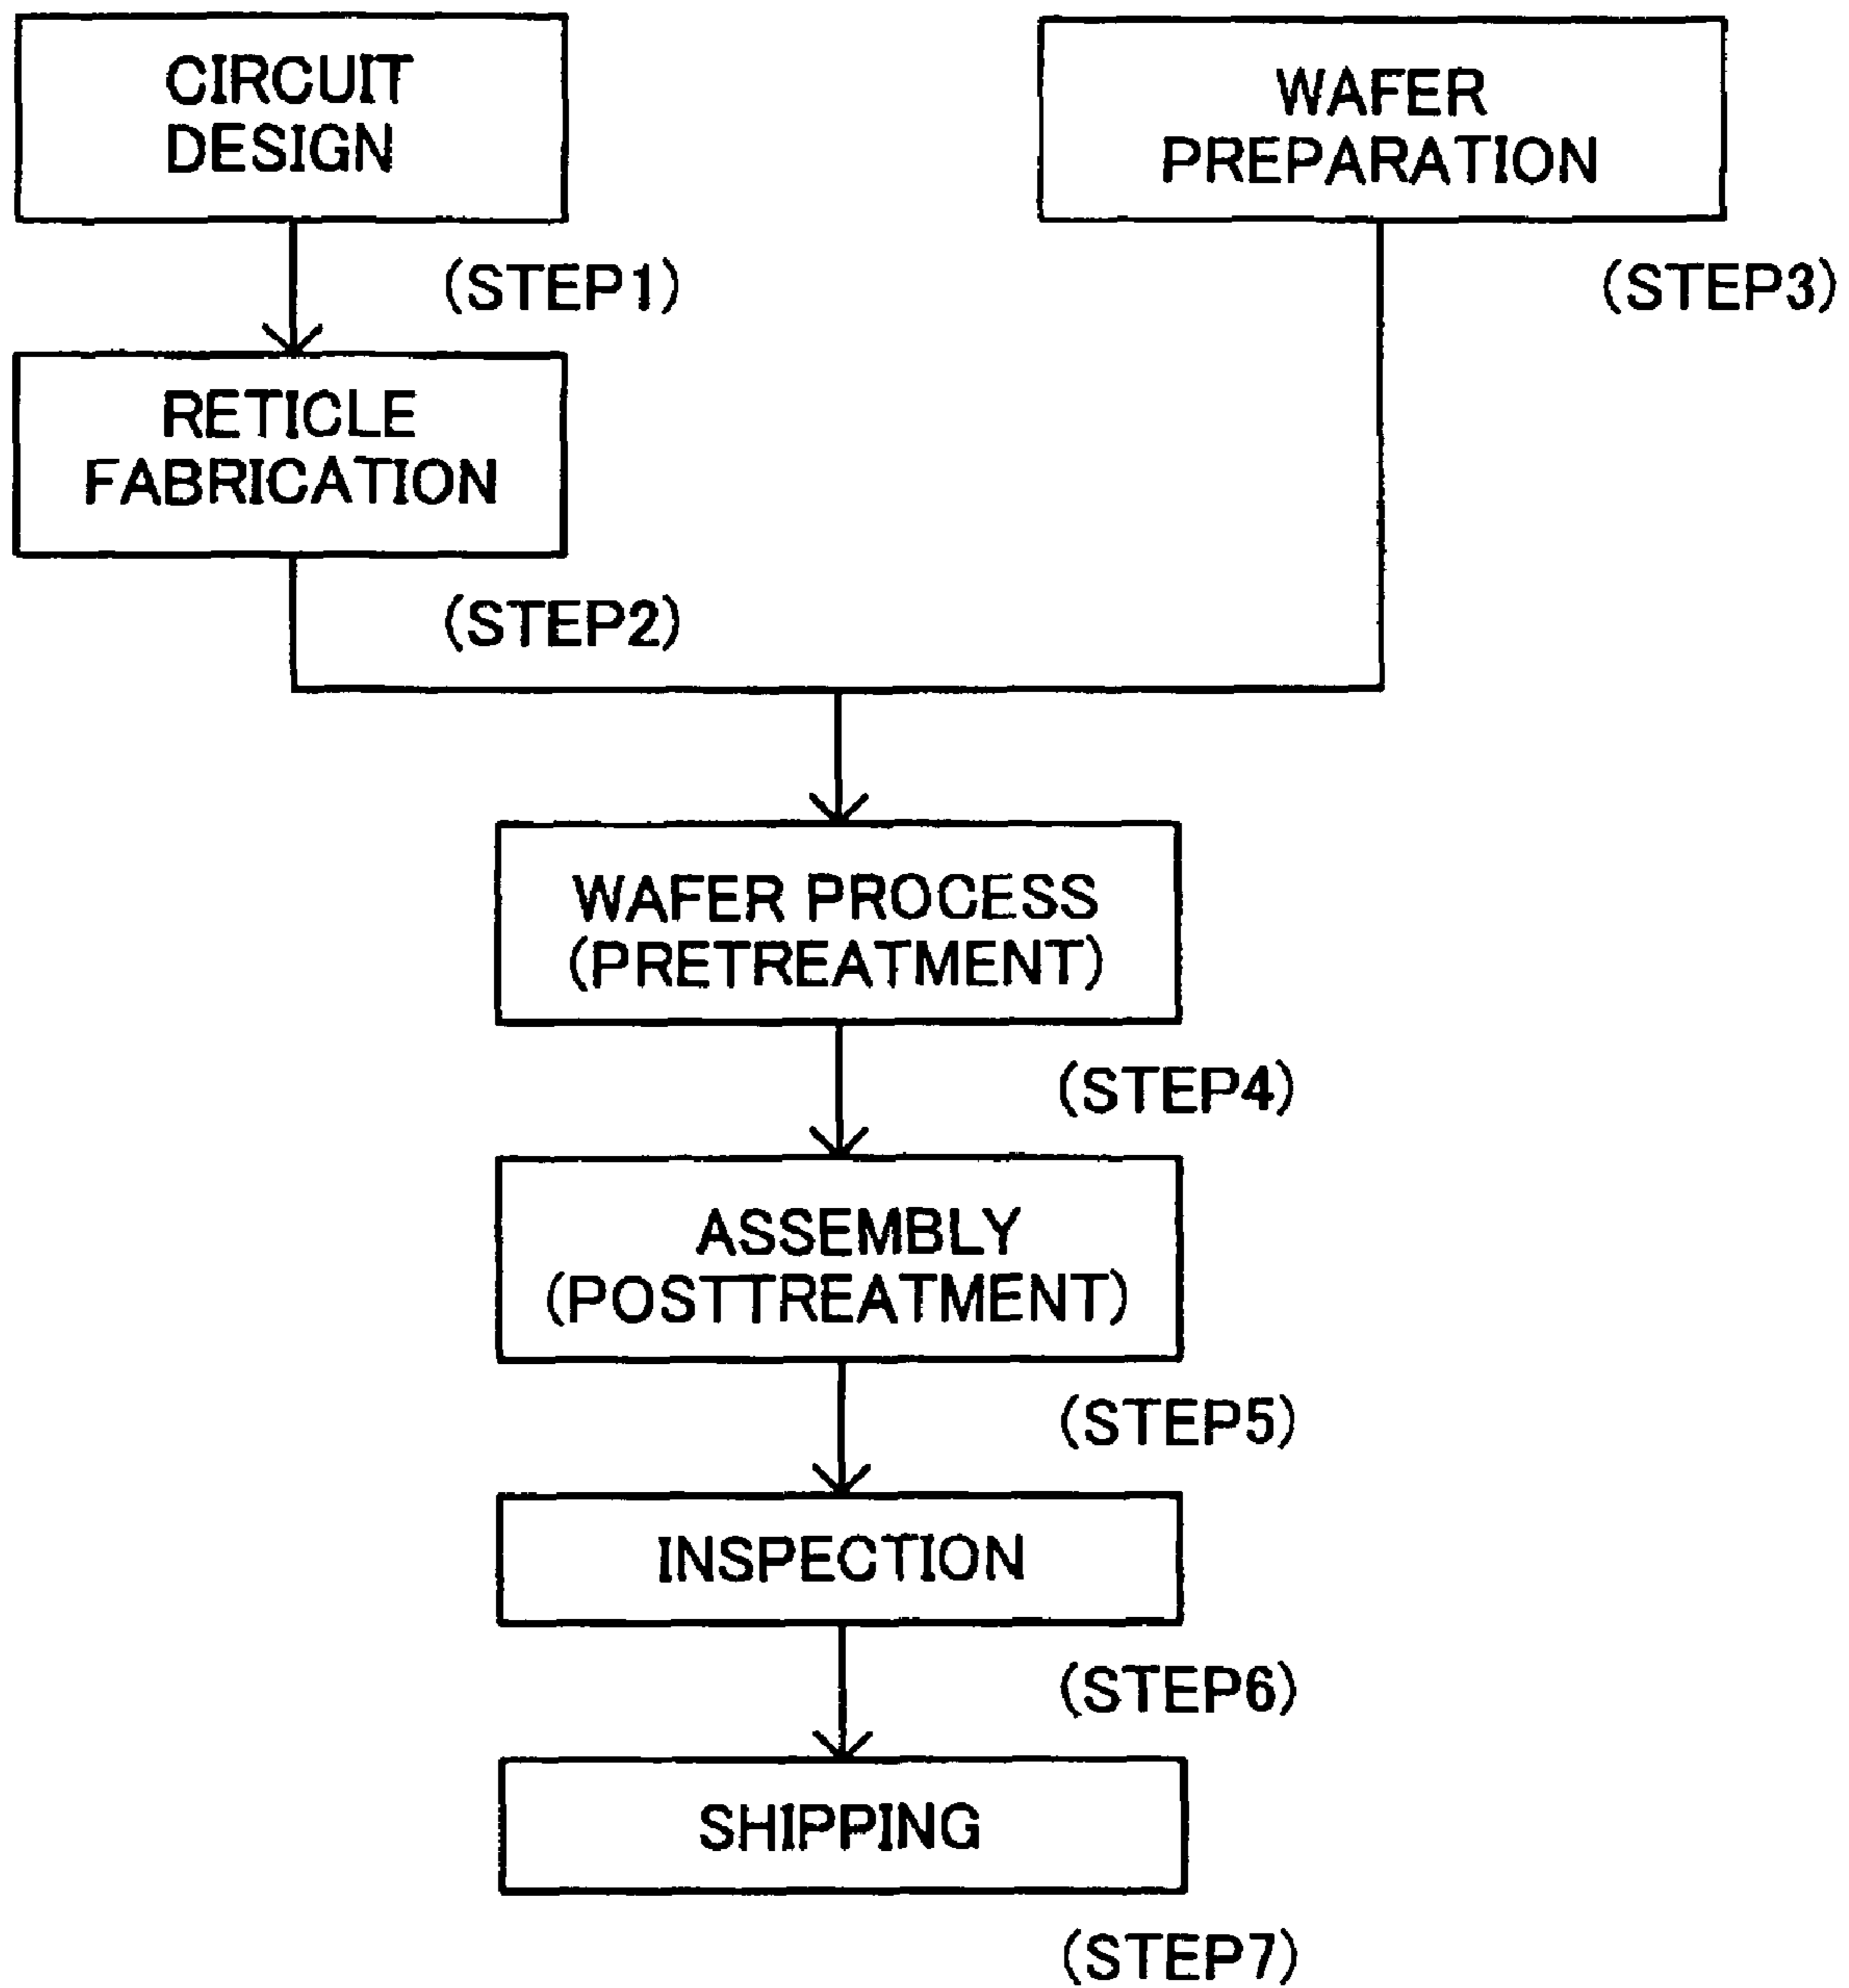 CIRCUIT
DESIGN
(STEP1)
RETICLE
FABRICATION
(STEP2)
WAFER
PREPARATION
(STEP3)
WAFER PROCESS
(PRETREATMENT)
(STEP4)
ASSEMBLY
(POSTTREATMENT)
(STEP5)
INSPECTION
(STEP6)
SHIPPING
(STEP7)